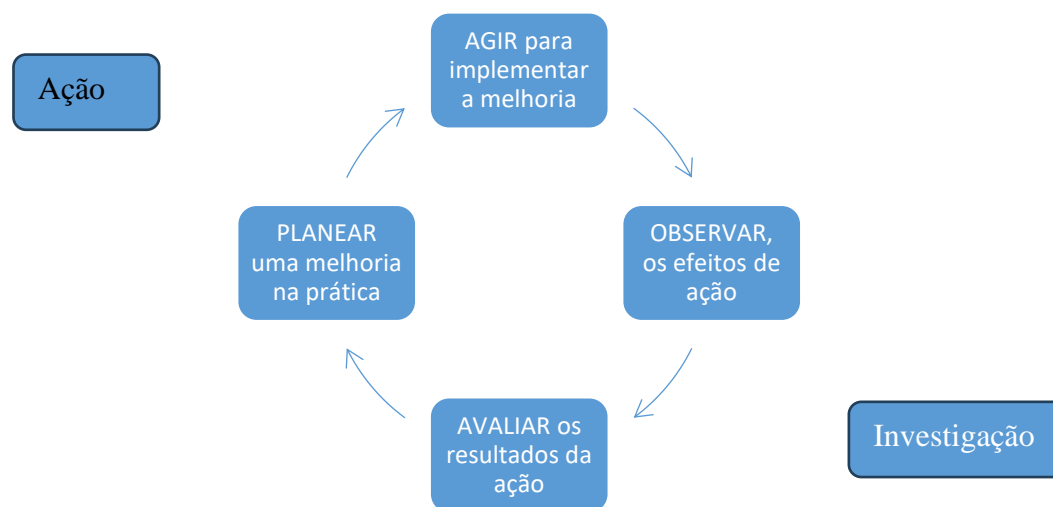 AGIR para
implementar
a melhoria
Ação
PLANEAR
uma melhoria
na prática
OBSERVAR,
os efeitos de
ação
AVALIAR os
resultados da
ação
Investigação